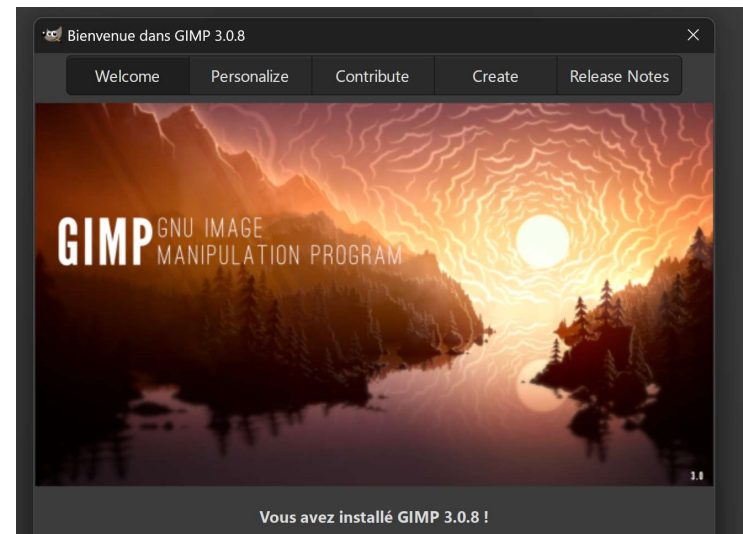 Bienvenue dans GIMP 3.0.8
Welcome Personalize Contribute Create Release Notes
GIMP GNU IMAGE
MANIPULATION PROGRAM
3.0
Vous avez installé GIMP 3.0.8 !